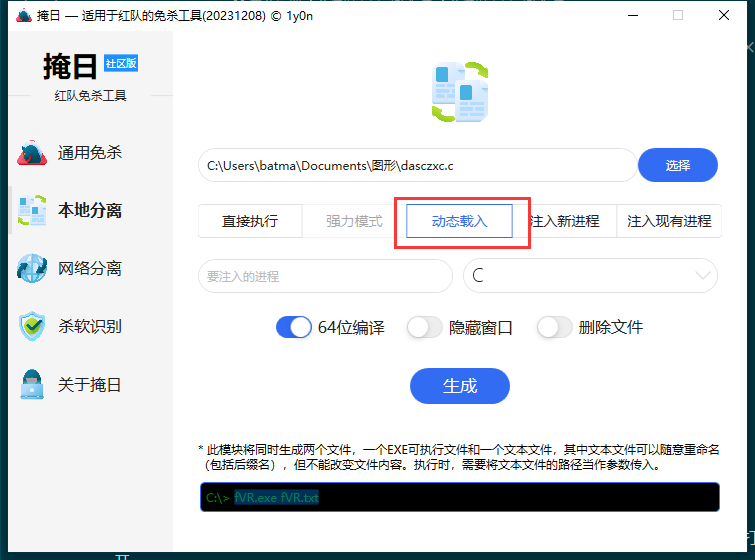 掩日 — 适用于红队的免杀工具(20231208) © 1y0n
掩日 社区版
红队免杀工具
通用免杀
本地分离
网络分离
杀软识别
关于掩日
C:\Users\batma\Documents\图形\dasczxc.c 选择
直接执行 强力模式 动态载入 注入新进程 注入现有进程
要注入的进程 C
64位编译 隐藏窗口 删除文件
生成
* 此模块将同时生成两个文件，一个EXE可执行文件和一个文本文件，其中文本文件可以随意重命名
（包括后缀名），但不能改变文件内容。执行时，需要将文本文件的路径当作参数传入。
C:\> fVR.exe fVR.txt